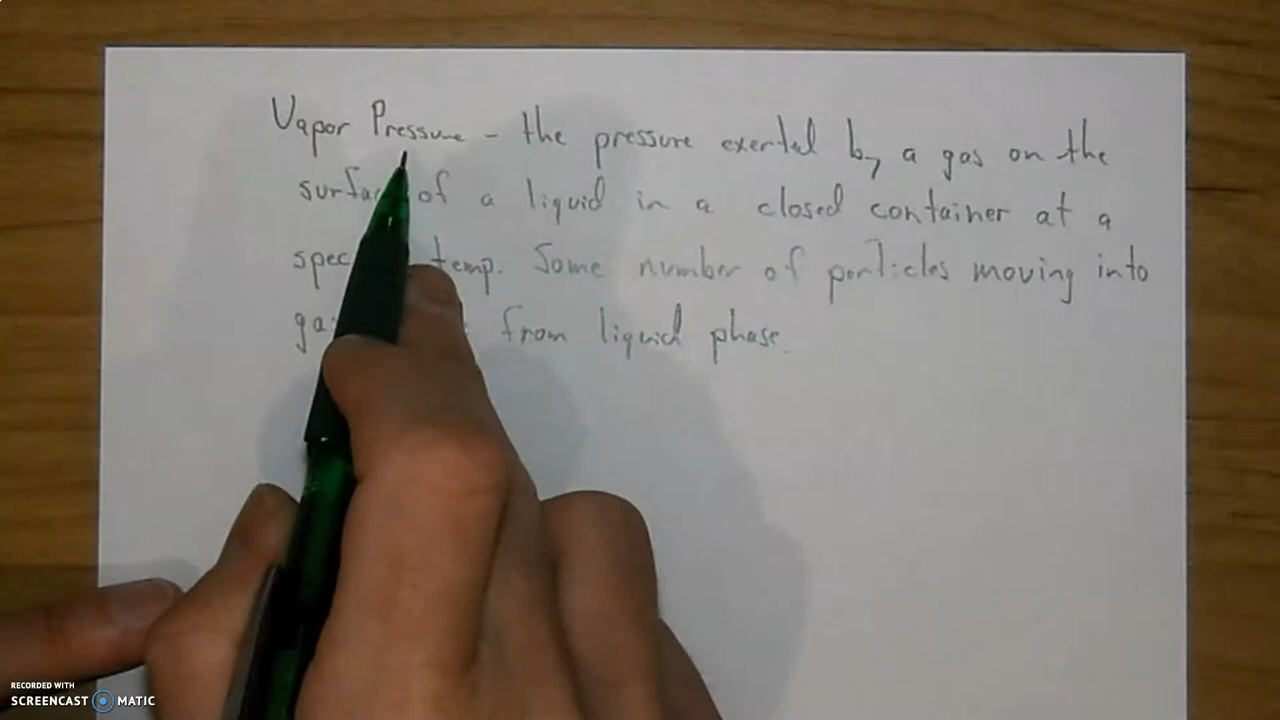 Vapor Pressure - the pressure exerted by a gas on the
of a liquid in a closed container at a
temp. Some number of particles moving into
from liquid phase.
RECORDED WITH
SCREENCAST MATIC